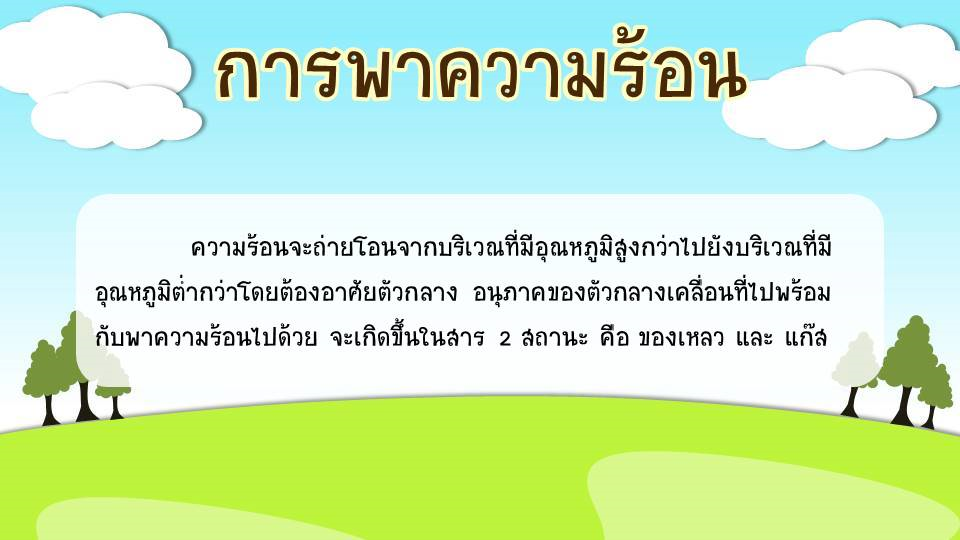 การพาความร้อน
ความร้อนจะถ่ายโอนจากบริเวณที่มีอุณหภูมิสูงกว่าไปยังบริเวณที่มี
อุณหภูมิต่ำกว่าโดยต้องอาศัยตัวกลาง อนุภาคของตัวกลางเคลื่อนที่ไปพร้อม
กับพาความร้อนไปด้วย จะเกิดขึ้นในสาร 2 สถานะ คือ ของเหลว และ แก๊ส